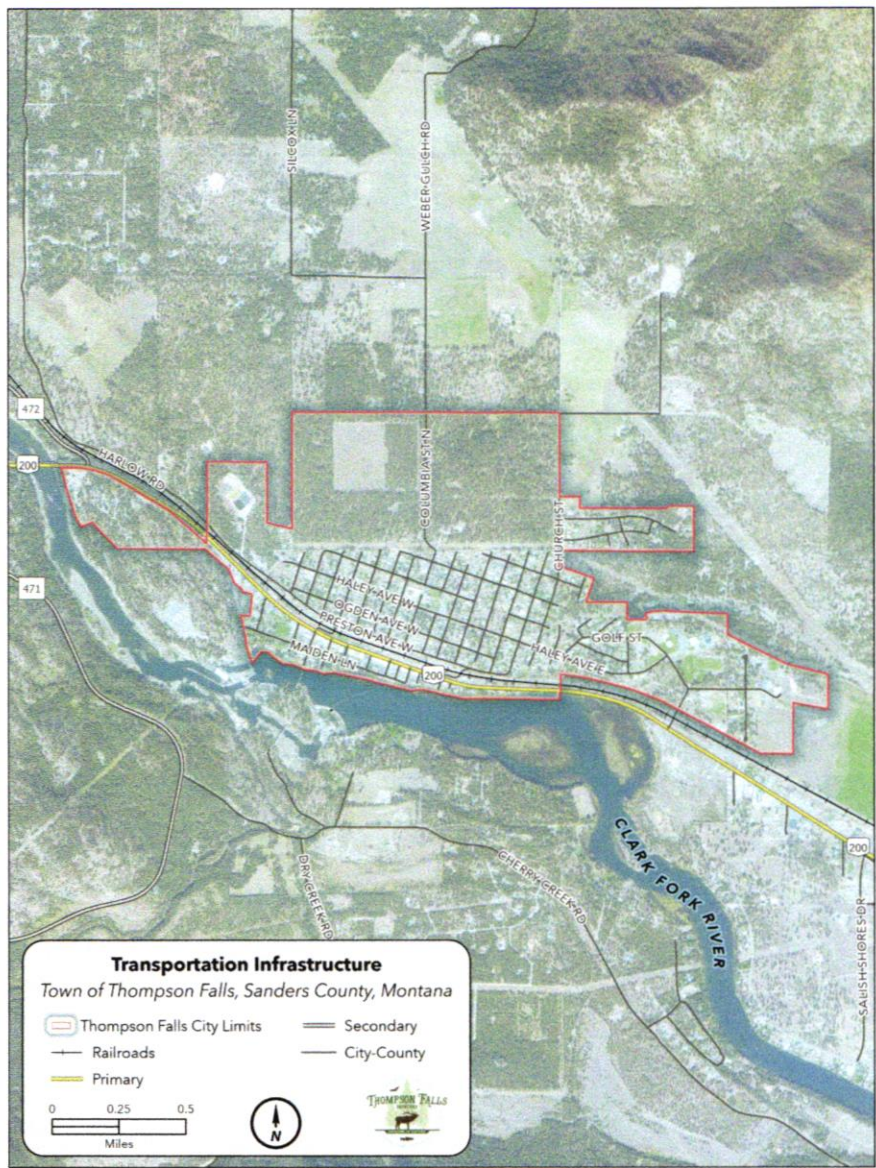 SILCOX LN
WEBER GULCH RD
472
200
HARLOW RD
COLUMBIA ST N
CHURCH ST
471
HALEY AVE W
OGDEN AVE W
PRESTON AVE W
MAIDEN LN
HALEY AVE E
GOLF ST
200
CLARK FORK RIVER
200
DRY CREEK RD
CHERRY CREEK RD
SALISH SHORES DR
Transportation Infrastructure
Town of Thompson Falls, Sanders County, Montana
Thompson Falls City Limits
Railroads
Primary
Secondary
City-County
0 0.25 0.5
Miles
N
THOMPSON FALLS